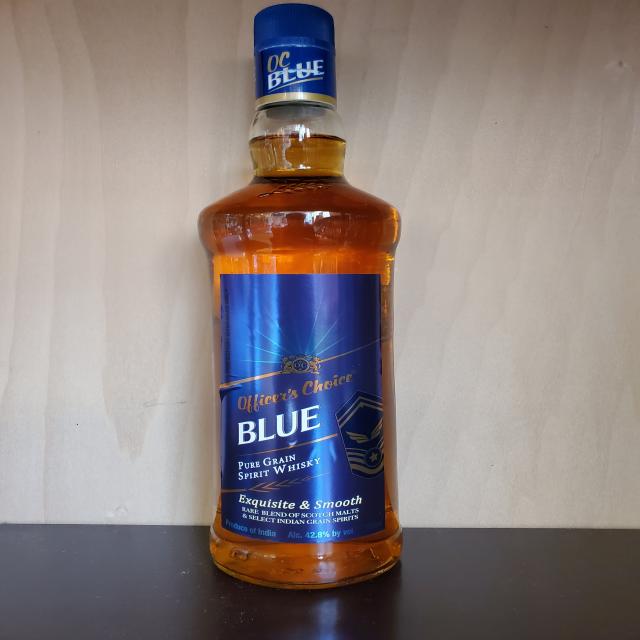 OC
BLUE
Officer's Choice
BLUE
PURE GRAIN
SPIRIT WHISKY
Exquisite & Smooth
RARE BLEND OF SCOTCH MALTS
& SELECT INDIAN GRAIN SPIRITS
Produce of India Alc. 42.8% by vol